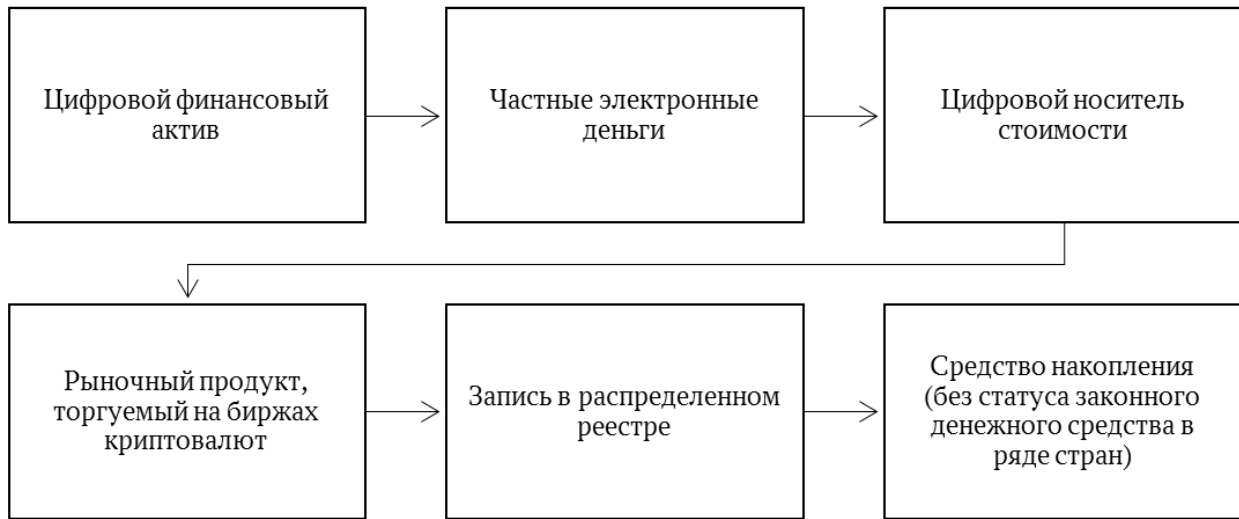 Цифровой финансовый
актив
Частные электронные
деньги
Цифровой носитель
стоимости
Рыночный продукт,
торгуемый на биржах
криптовалют
Запись в распределенном
реестре
Средство накопления
(без статуса законного
денежного средства в
ряде стран)